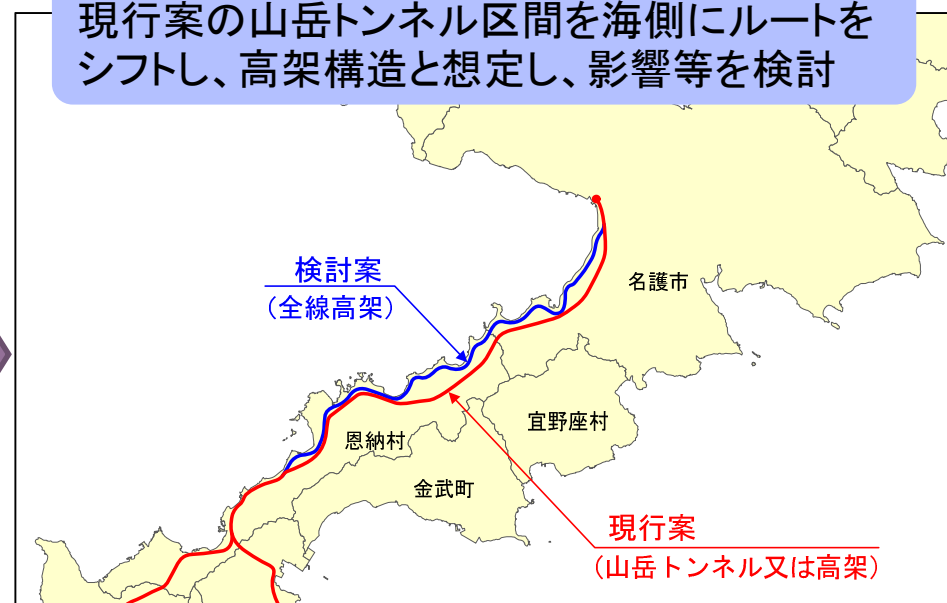 現行案の山岳トンネル区間を海側にルートを
シフトし、高架構造と想定し、影響等を検討
検討案
（全線高架）
名護市
宜野座村
恩納村
金武町
現行案
（山岳トンネル又は高架）